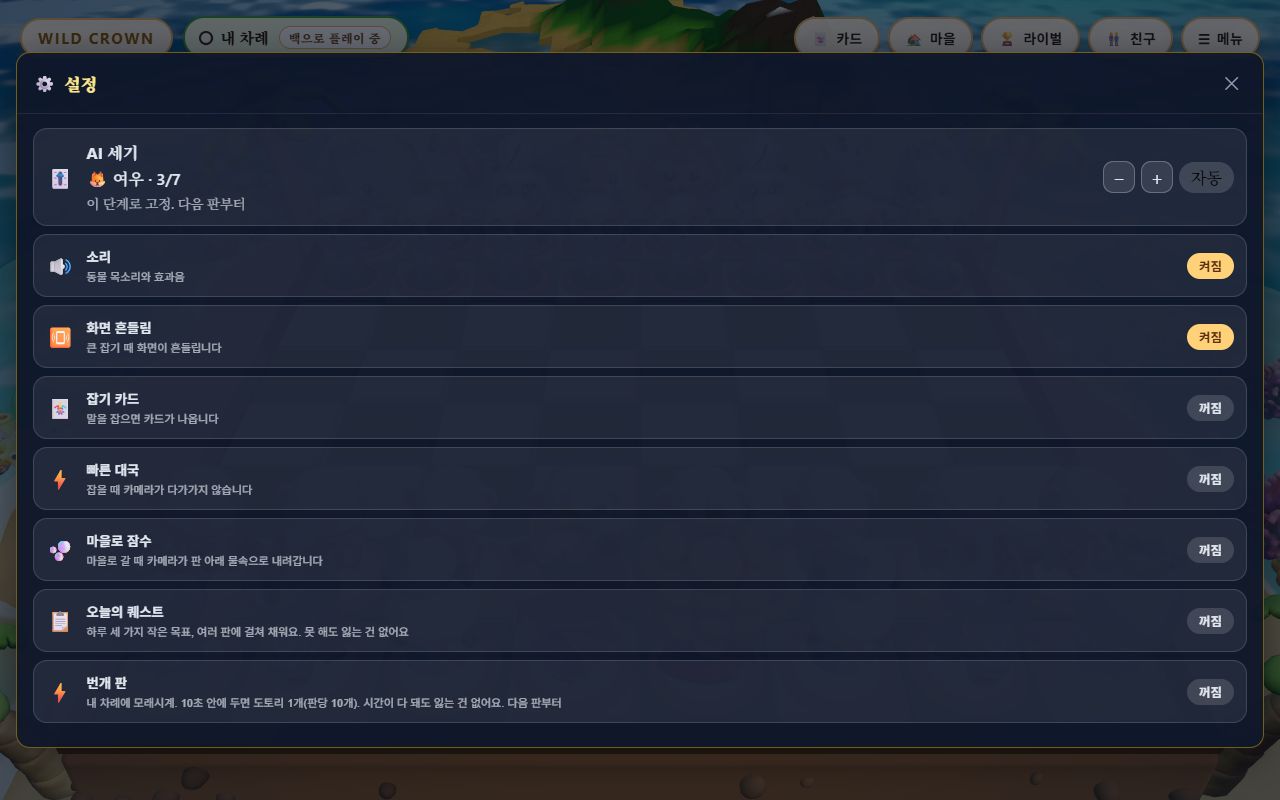 WILD CROWN
내 차례
백으로 플레이 중
카드
마을
라이벌
친구
☰ 메뉴
설정
AI 세기
여우 · 3/7
이 단계로 고정. 다음 판부터
− + 자동
소리
동물 목소리와 효과음
켜짐
화면 흔들림
큰 잡기 때 화면이 흔들립니다
켜짐
잡기 카드
말을 잡으면 카드가 나옵니다
꺼짐
빠른 대국
잡을 때 카메라가 다가가지 않습니다
꺼짐
마을로 잠수
마을로 갈 때 카메라가 판 아래 물속으로 내려갑니다
꺼짐
오늘의 퀘스트
하루 세 가지 작은 목표, 여러 판에 걸쳐 채워요. 못 해도 잃는 건 없어요
꺼짐
번개 판
내 차례에 모래시계. 10초 안에 두면 도토리 1개(판당 10개). 시간이 다 돼도 잃는 건 없어요. 다음 판부터
꺼짐